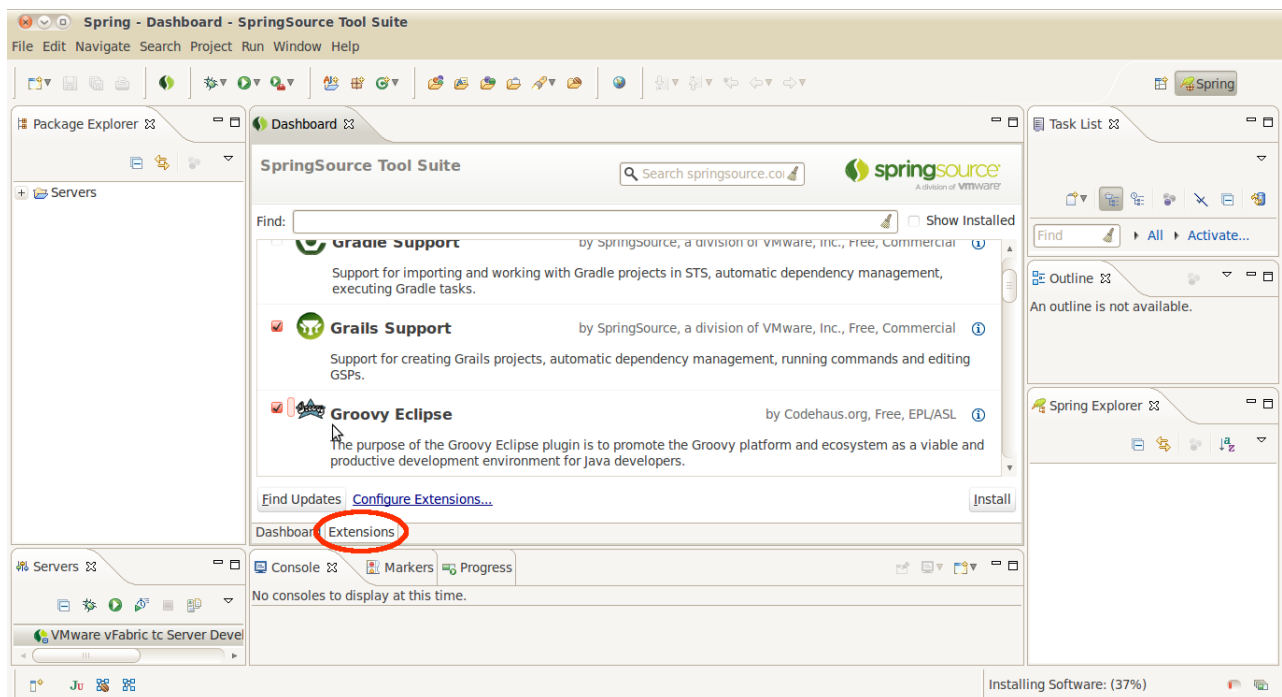 Spring - Dashboard - SpringSource Tool Suite
File Edit Navigate Search Project Run Window Help
Spring
Package Explorer
Servers
Dashboard
SpringSource Tool Suite
Search springsource.co
springsource
A division of vmware
Find:
Show Installed
Gradle Support by SpringSource, a division of VMware, Inc., Free, Commercial
Support for importing and working with Gradle projects in STS, automatic dependency management,
executing Gradle tasks.
Grails Support by SpringSource, a division of VMware, Inc., Free, Commercial
Support for creating Grails projects, automatic dependency management, running commands and editing
GSPs.
Groovy Eclipse by Codehaus.org, Free, EPL/ASL
The purpose of the Groovy Eclipse plugin is to promote the Groovy platform and ecosystem as a viable and
productive development environment for Java developers.
Find Updates Configure Extensions... Install
Dashboard Extensions
Task List
Find All Activate...
Outline
An outline is not available.
Spring Explorer
Servers
VMware vFabric tc Server Devel
Console Markers Progress
No consoles to display at this time.
Ju
Installing Software: (37%)